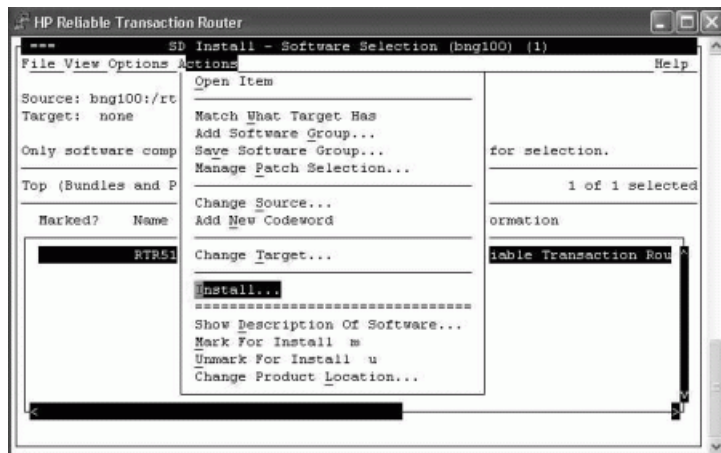 HP Reliable Transaction Router
=== SD Install - Software Selection (bng100) (1)
File View Options Actions Help
Open Item
Source: bng100:/rt
Target: none Match What Target Has
Add Software Group...
Only software comp Save Software Group... for selection.
Manage Patch Selection...
Top (Bundles and P 1 of 1 selected
Change Source...
Marked? Name Add New Codeword ormation
RTR51 Change Target... iable Transaction Rou ^
Install...
================================
Show Description Of Software...
Mark For Install m
Unmark For Install u
Change Product Location...
v
< >